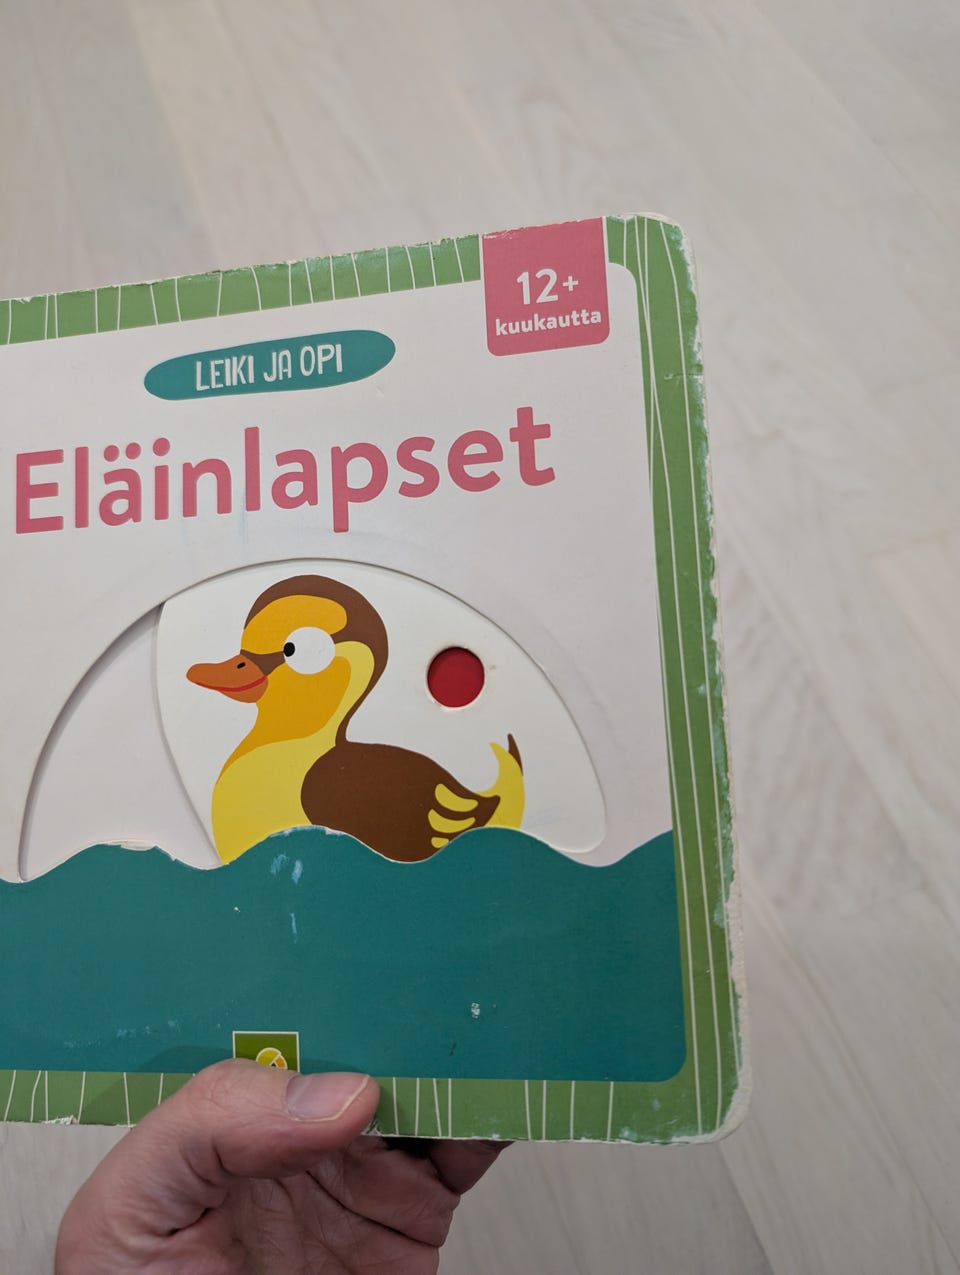 12+
kuukautta
LEIKI JA OPI
Eläinlapset